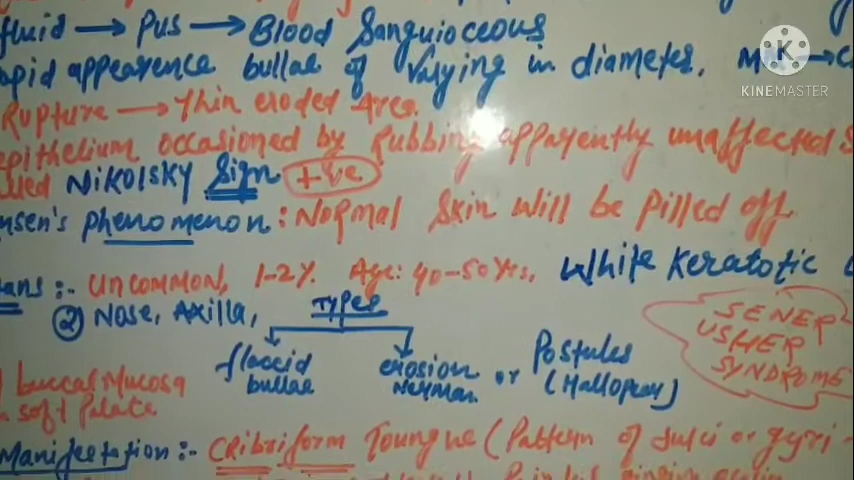 fluid → Pus → Blood Sanguioceous
apid appearence bullae of Varying in diameter. M
KINEMASTER
Rupture → Thin eroded Area.
epithelium occasioned by Rubbing apparently unaffected S
lled NIKOLSKY Sign +ve
nsen's phenomenon: Normal Skin will be pilled off
tans :- Uncommon, 1-2%. Age: 40-50 Yrs, White Keratotic
② Nose, Axilla, Types
SENER
USHER
SYNDROME
flaccid bullae
erosion Neuman or
Postules (Hallopeau)
buccal Mucosa
soft Palate
Manifestation :- CRibriform Toungue (Pattern of sulci or gyri